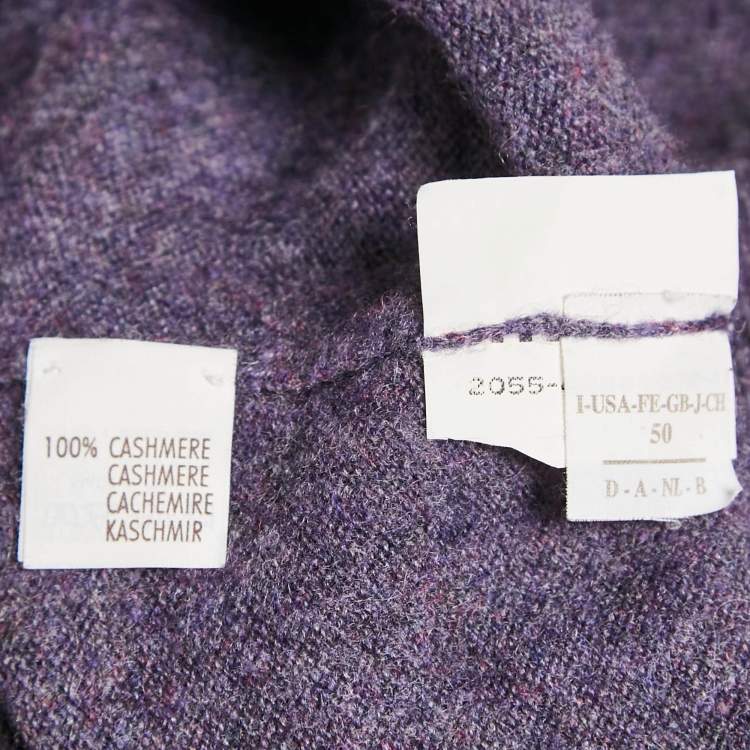 100% CASHMERE
CASHMERE
CACHEMIRE
KASCHMIR
2055-
I-USA-FE-GB-J-CH
50
D - A - NL - B